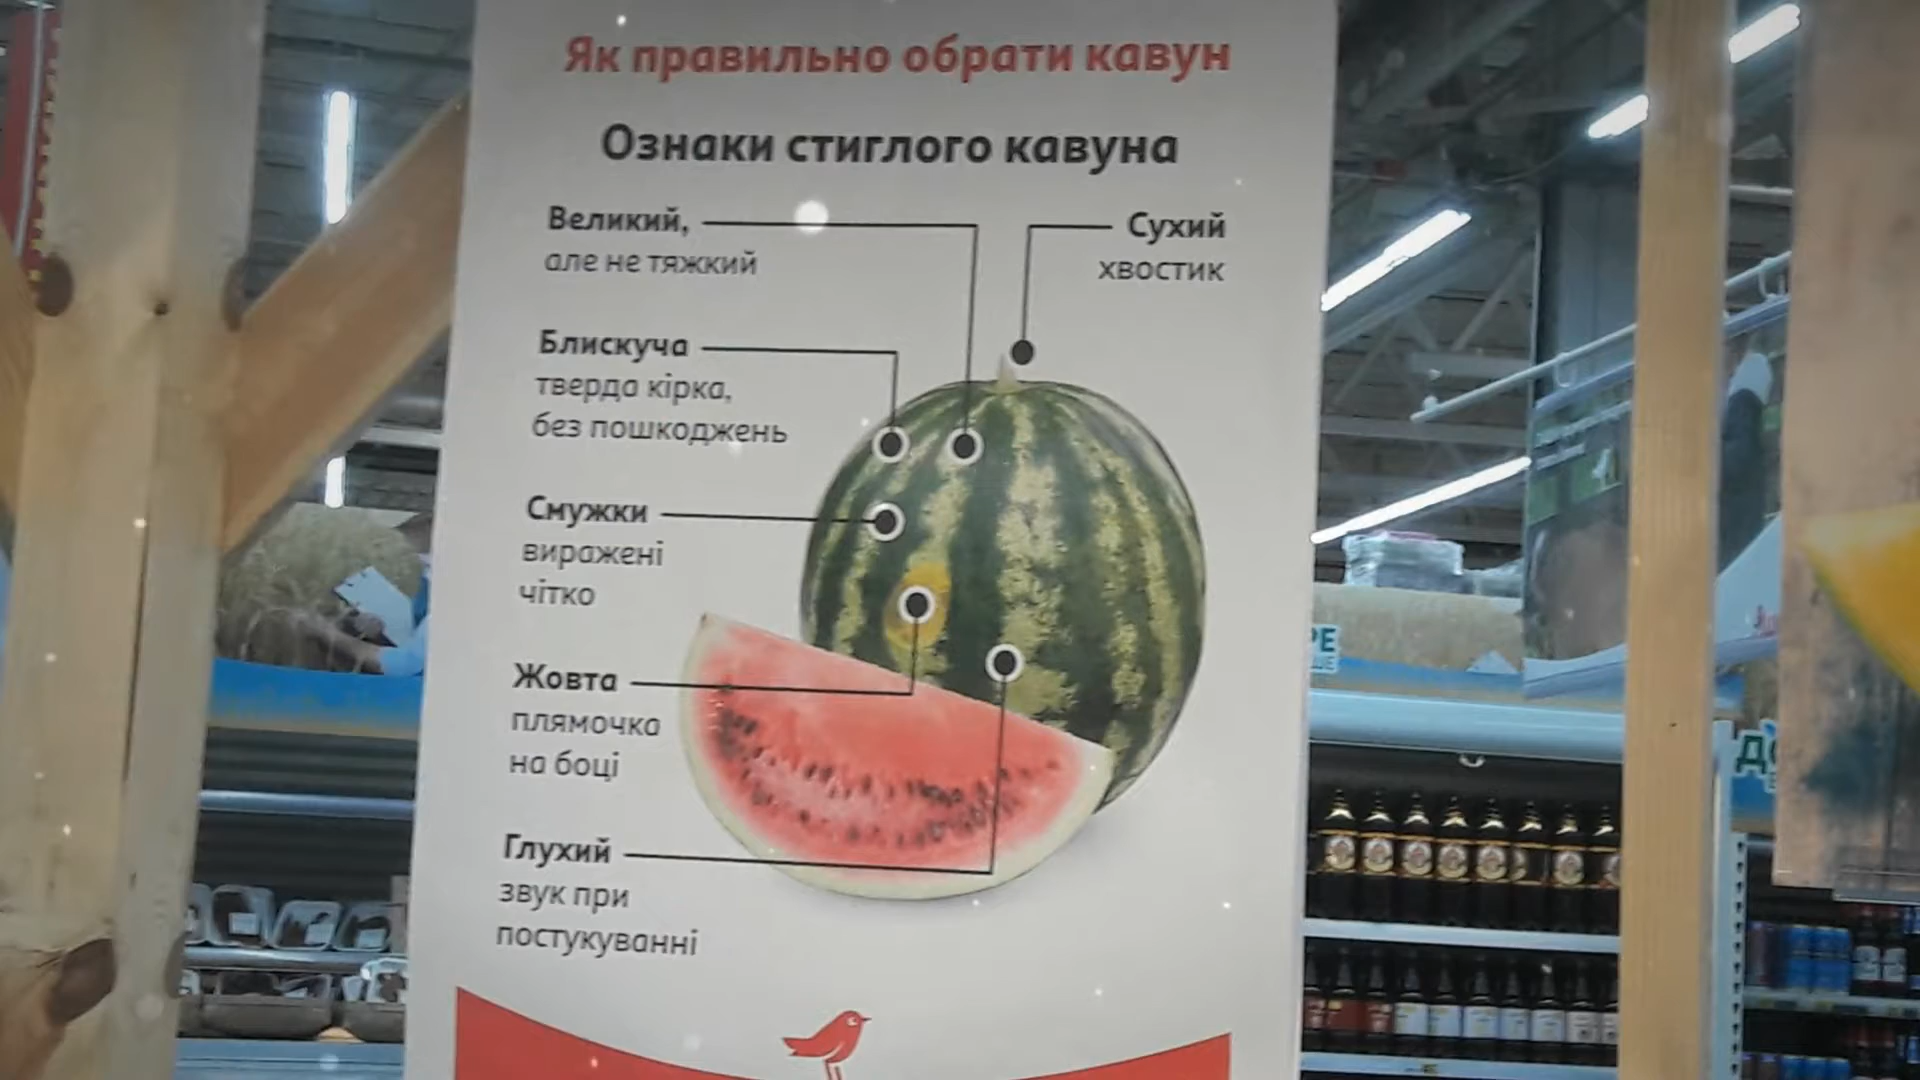 Як правильно обрати кавун
Ознаки стиглого кавуна
Великий,
але не тяжкий
Сухий
хвостик
Блискуча
тверда кірка,
без пошкоджень
Смужки
виражені
чітко
Жовта
плямочка
на боці
Глухий
звук при
постукуванні